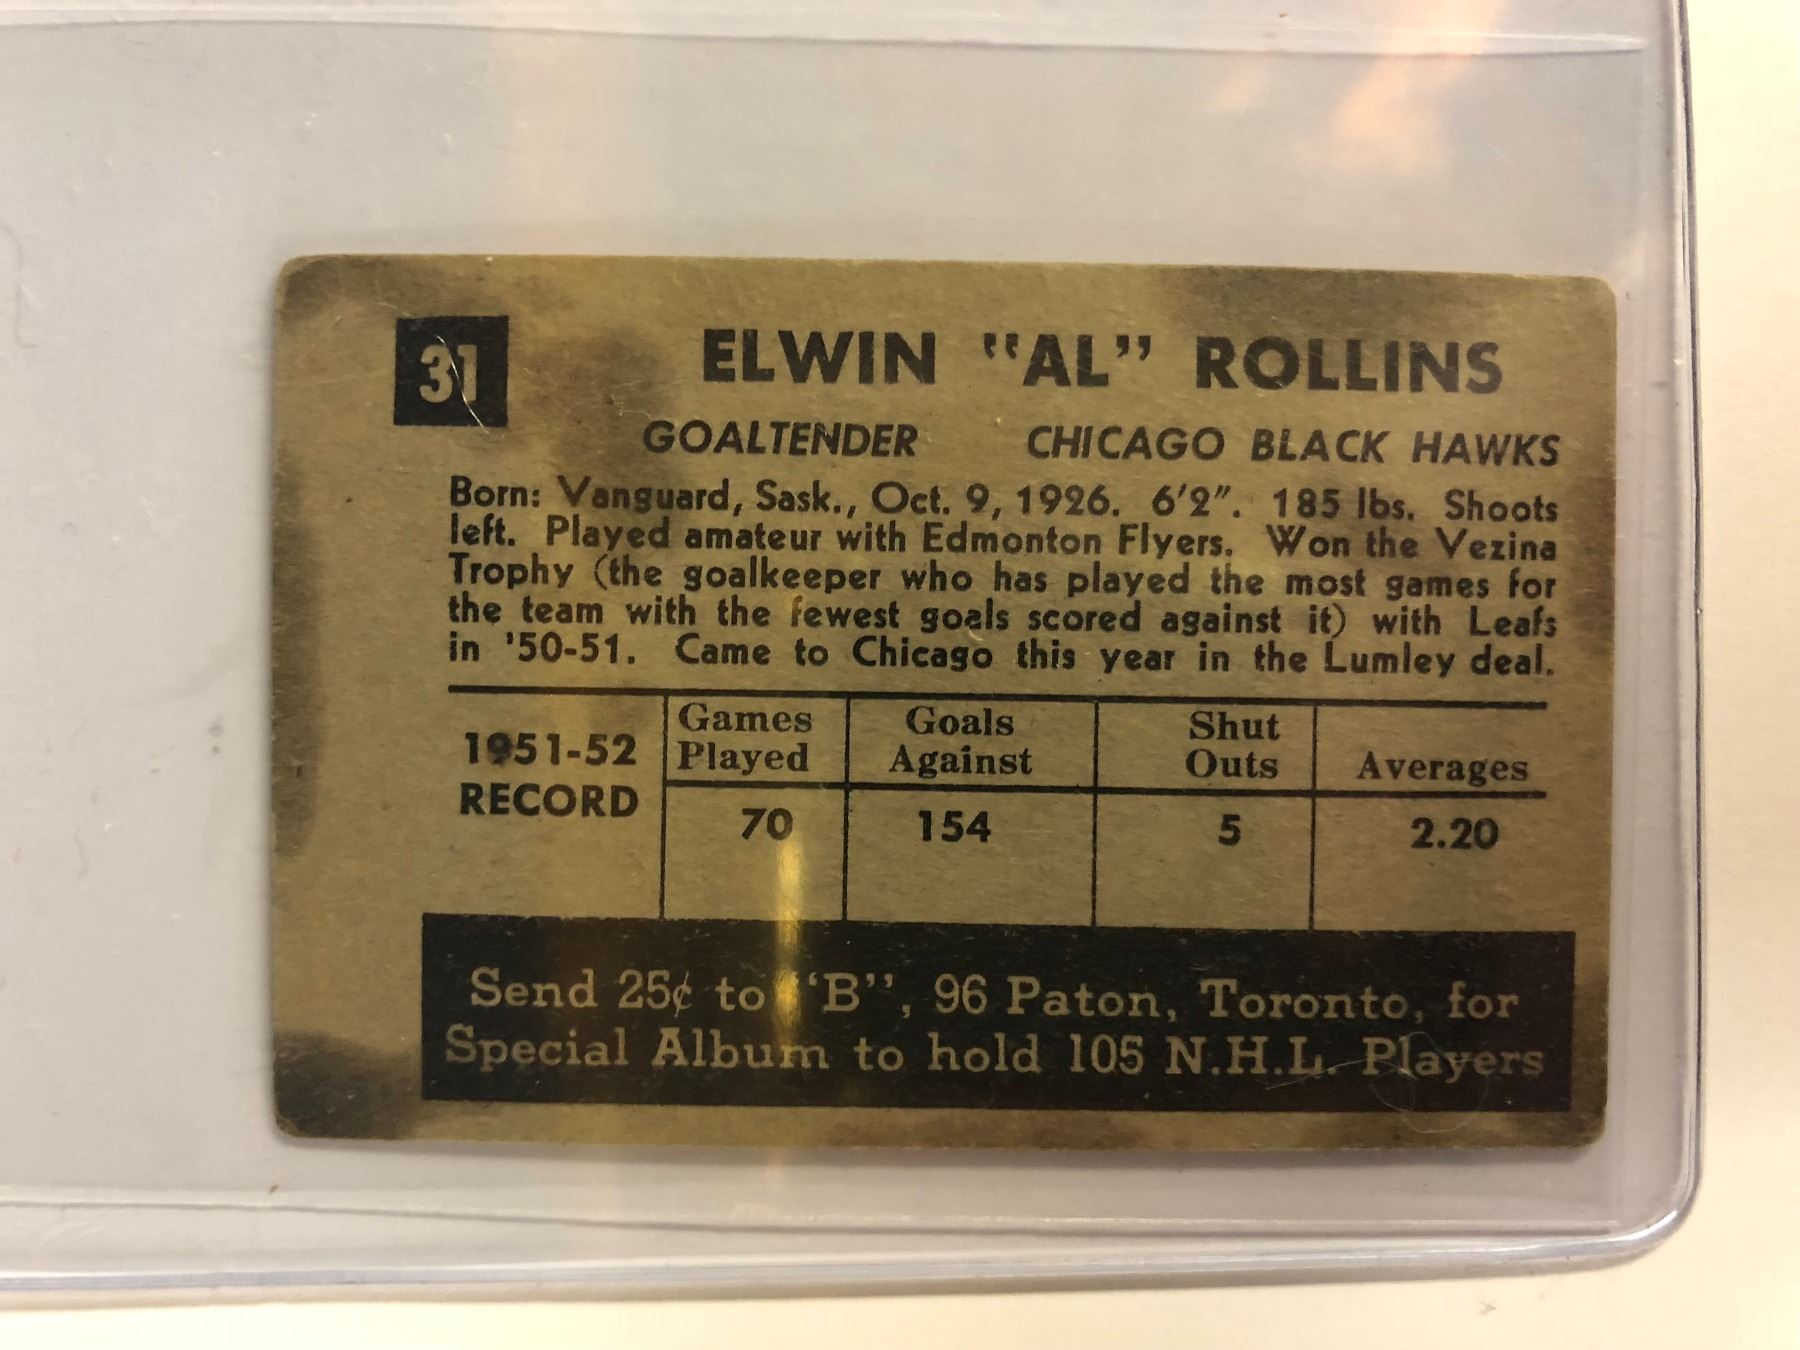 31
ELWIN "AL" ROLLINS
GOALTENDER CHICAGO BLACK HAWKS
Born: Vanguard, Sask., Oct. 9, 1926. 6'2". 185 lbs. Shoots
left. Played amateur with Edmonton Flyers. Won the Vezina
Trophy (the goalkeeper who has played the most games for
the team with the fewest goals scored against it) with Leafs
in '50-51. Came to Chicago this year in the Lumley deal.
1951-52 RECORD
Games Played
Goals Against
Shut Outs
Averages
70 154 5 2.20
Send 25¢ to "B", 96 Paton, Toronto, for
Special Album to hold 105 N.H.L. Players